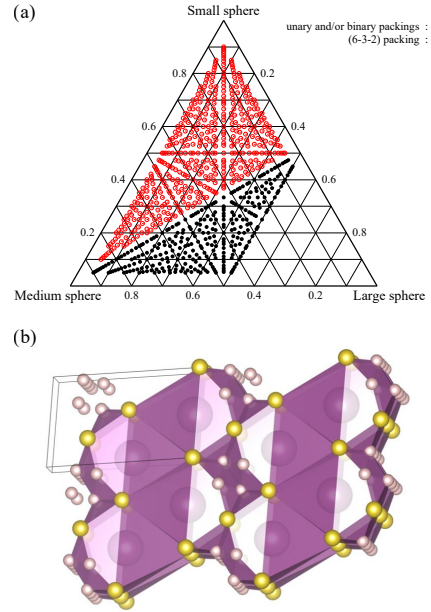 (a)
Small sphere
unary and/or binary packings :
(6-3-2) packing :
0.8
0.2
0.6
0.4
0.4
0.6
0.2
0.8
Medium sphere
0.8
0.6
0.4
0.2
Large sphere
(b)